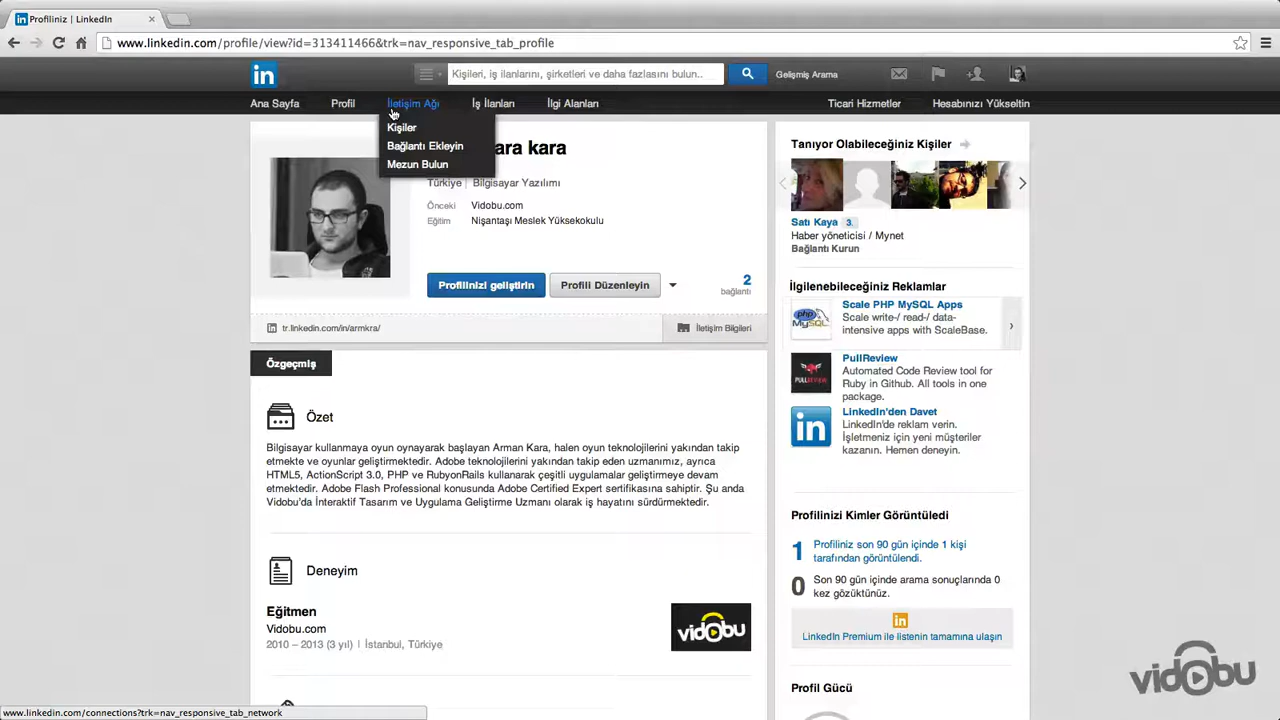 Profiliniz | LinkedIn
www.linkedin.com/profile/view?id=313411466&trk=nav_responsive_tab_profile
in
Kişileri, iş ilanlarını, şirketleri ve daha fazlasını bulun..
Gelişmiş Arama
Ana Sayfa
Profil
İletişim Ağı
İş İlanları
İlgi Alanları
Ticari Hizmetler
Hesabınızı Yükseltin
Kişiler
Bağlantı Ekleyin
Mezun Bulun
ara kara
Türkiye | Bilgisayar Yazılımı
Önceki Vidobu.com
Eğitim Nişantaşı Meslek Yüksekokulu
Profilinizi geliştirin
Profili Düzenleyin
2
bağlantı
tr.linkedin.com/in/armkra/
İletişim Bilgileri
Özgeçmiş
Özet
Bilgisayar kullanmaya oyun oynayarak başlayan Arman Kara, halen oyun teknolojilerini yakından takip
etmekte ve oyunlar geliştirmektedir. Adobe teknolojilerini yakından takip eden uzmanımız, ayrıca
HTML5, ActionScript 3.0, PHP ve RubyonRails kullanarak çeşitli uygulamalar geliştirmeye devam
etmektedir. Adobe Flash Professional konusunda Adobe Certified Expert sertifikasına sahiptir. Şu anda
Vidobu'da İnteraktif Tasarım ve Uygulama Geliştirme Uzmanı olarak iş hayatını sürdürmektedir.
Deneyim
Eğitmen
Vidobu.com
2010 – 2013 (3 yıl) | İstanbul, Türkiye
vidobu
Tanıyor Olabileceğiniz Kişiler
Satı Kaya 3.
Haber yöneticisi / Mynet
Bağlantı Kurun
İlgilenebileceğiniz Reklamlar
php
MySQL
Scale PHP MySQL Apps
Scale write-/ read-/ data-
intensive apps with ScaleBase.
PULLREVIEW
PullReview
Automated Code Review tool for
Ruby in Github. All tools in one
package.
in
LinkedIn'den Davet
LinkedIn'de reklam verin.
İşletmeniz için yeni müşteriler
kazanın. Hemen deneyin.
Profilinizi Kimler Görüntüledi
1 Profiliniz son 90 gün içinde 1 kişi
tarafından görüntülendi.
0 Son 90 gün içinde arama sonuçlarında 0
kez gözüktünüz.
in
LinkedIn Premium ile listenin tamamına ulaşın
Profil Gücü
vidobu
www.linkedin.com/connections?trk=nav_responsive_tab_network